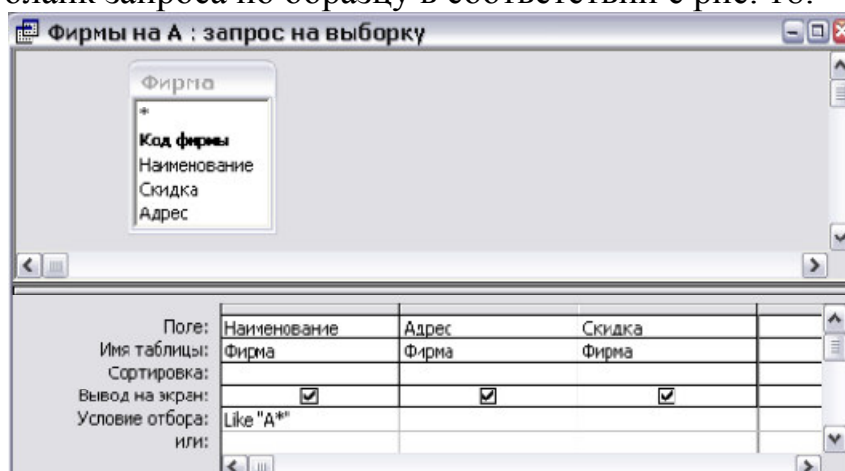 бланк запроса по образцу в соответствии с рис. 18.
Фирмы на А : запрос на выборку
Фирма
*
Код фирмы
Наименование
Скидка
Адрес
Поле: Наименование Адрес Скидка
Имя таблицы: Фирма Фирма Фирма
Сортировка:
Вывод на экран:
Условие отбора: Like "А*"
или: